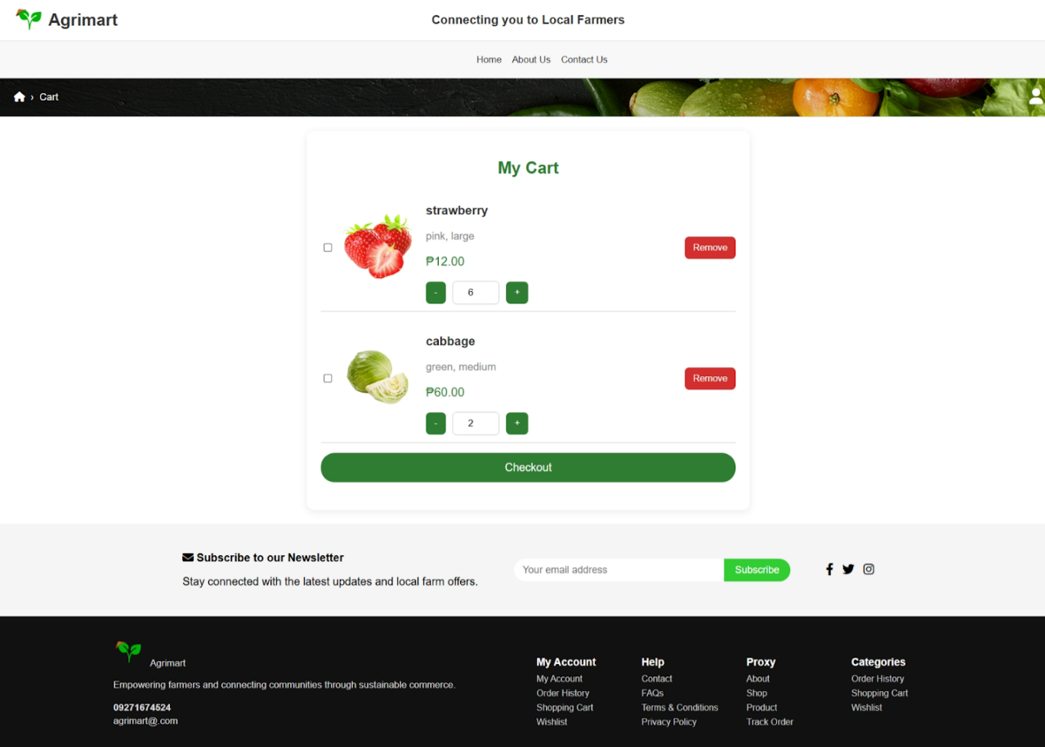 Agrimart
Connecting you to Local Farmers
Home About Us Contact Us
› Cart
My Cart
strawberry
pink, large
₱12.00
- 6 +
Remove
cabbage
green, medium
₱60.00
- 2 +
Remove
Checkout
Subscribe to our Newsletter
Stay connected with the latest updates and local farm offers.
Your email address
Subscribe
Agrimart
Empowering farmers and connecting communities through sustainable commerce.
09271674524
agrimart@.com
My Account
My Account
Order History
Shopping Cart
Wishlist
Help
Contact
FAQs
Terms & Conditions
Privacy Policy
Proxy
About
Shop
Product
Track Order
Categories
Order History
Shopping Cart
Wishlist